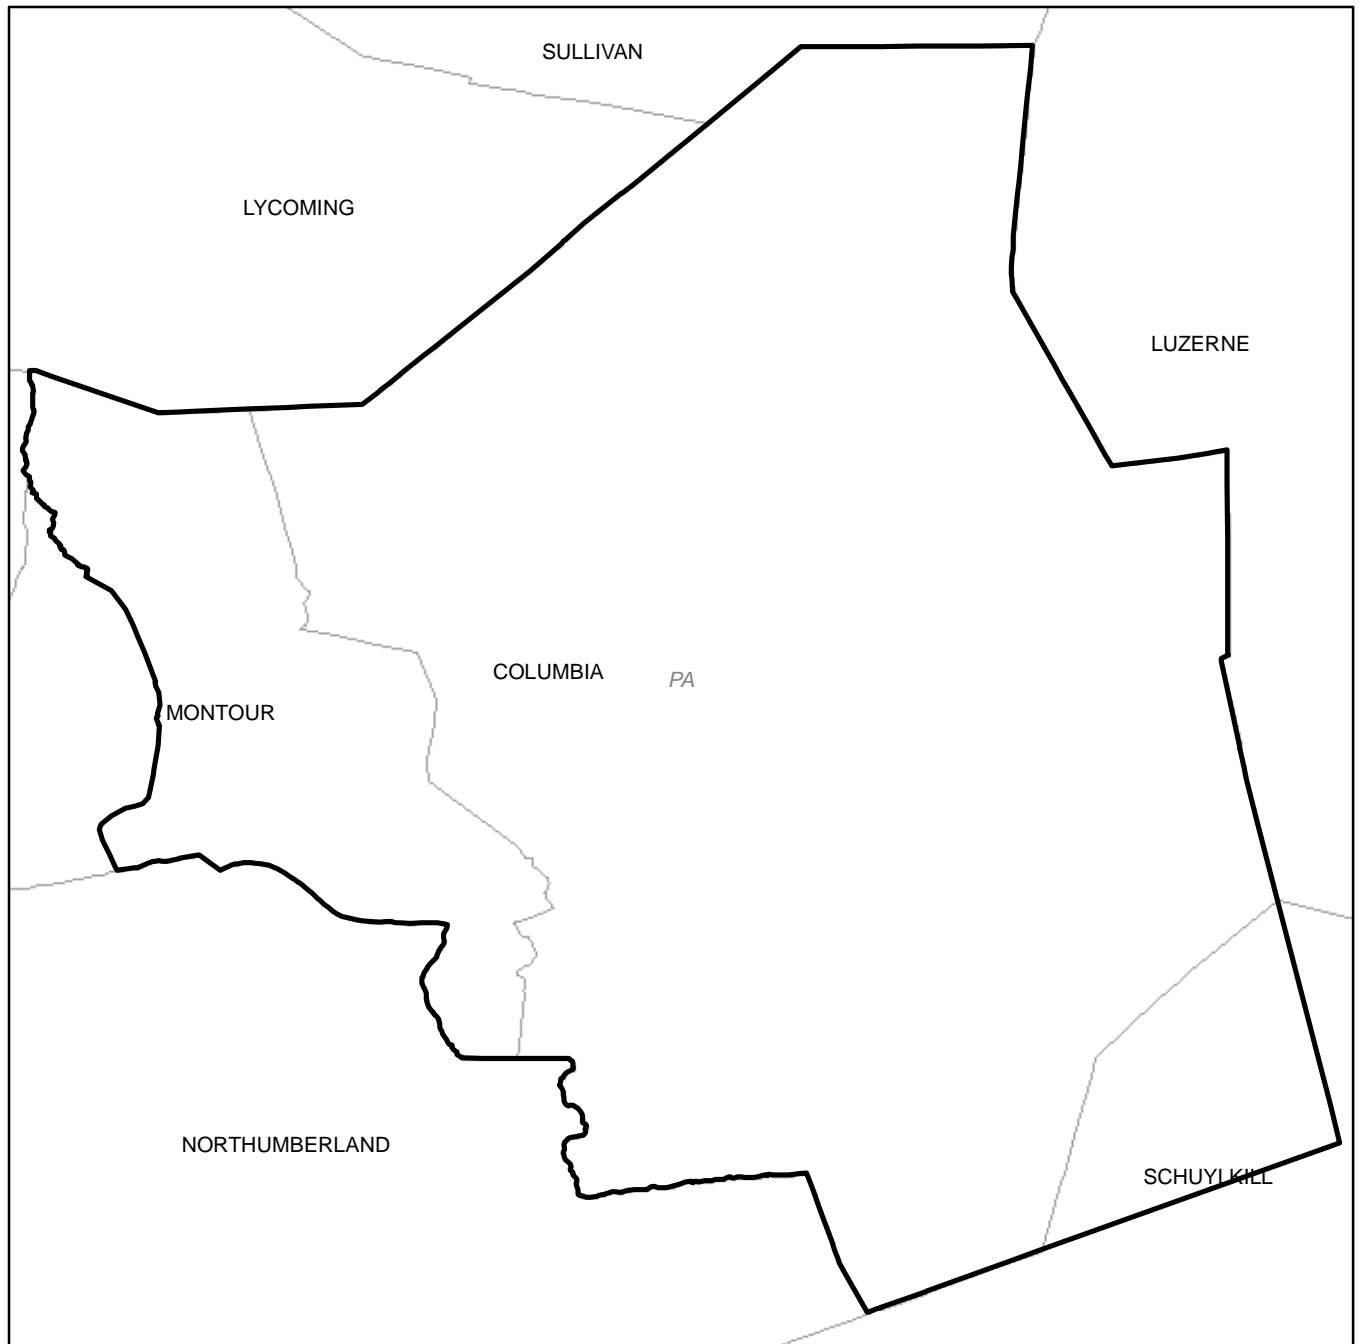 SULLIVAN
LYCOMING
LUZERNE
COLUMBIA
PA
MONTOUR
NORTHUMBERLAND
SCHUYLKILL